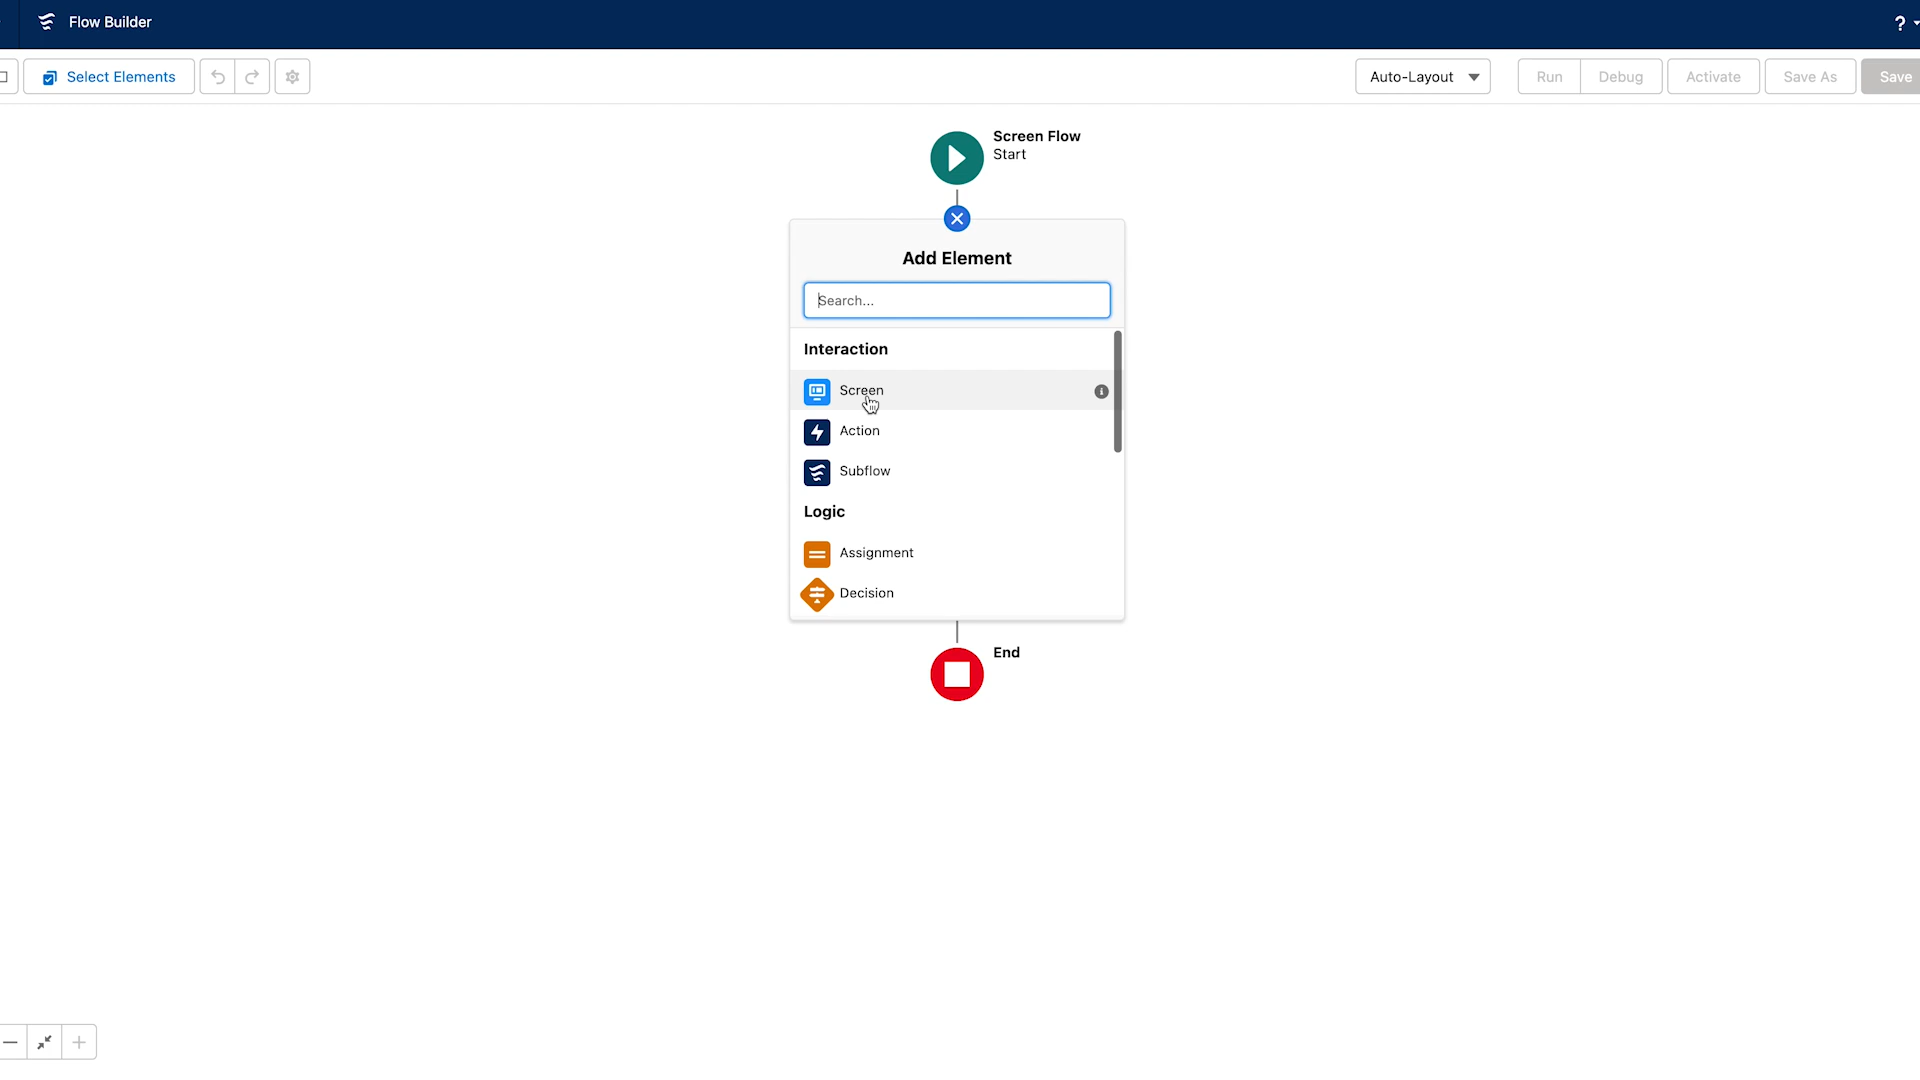 Flow Builder
?
Select Elements
Auto-Layout
Run
Debug
Activate
Save As
Save
Screen Flow
Start
Add Element
Search...
Interaction
Screen
Action
Subflow
Logic
Assignment
Decision
End